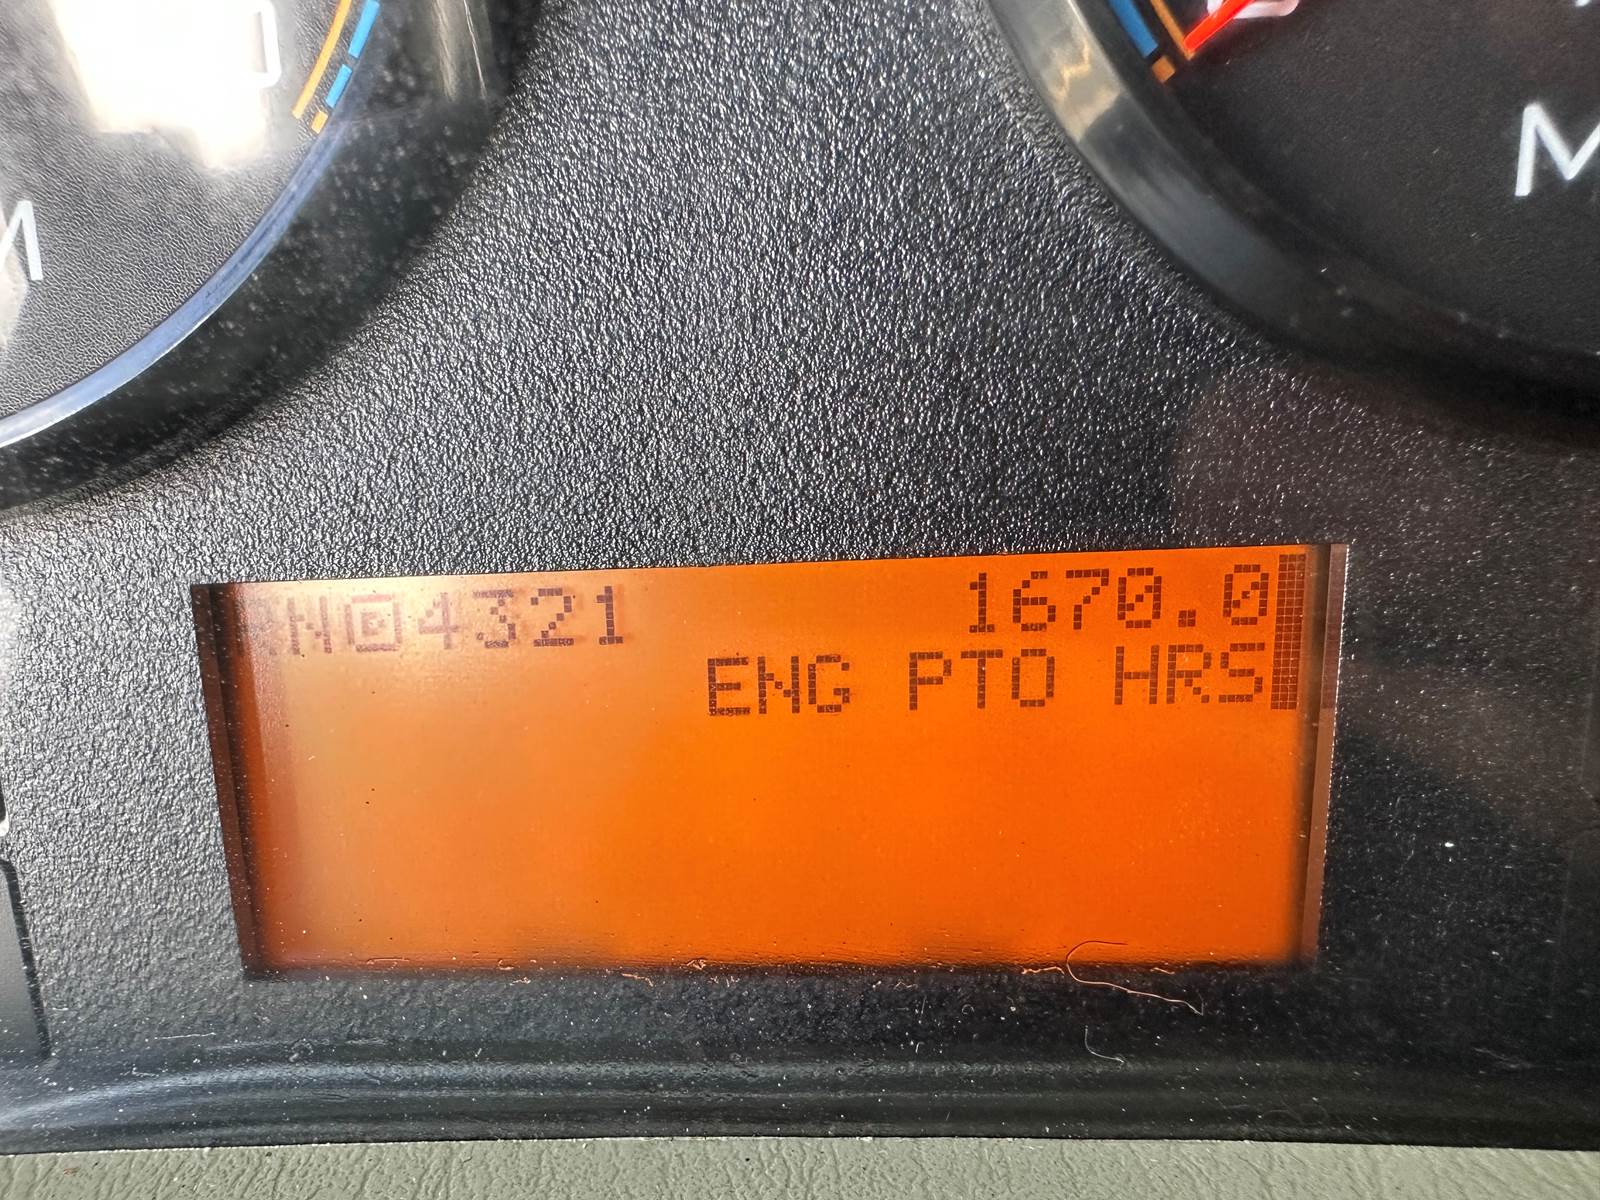 N D 4321 1670.0
ENG PTO HRS